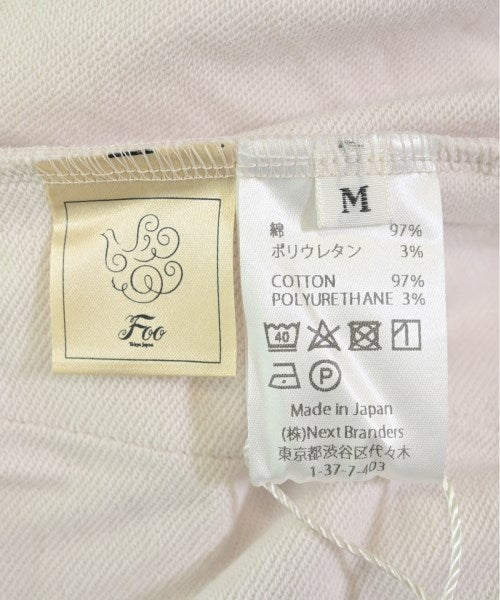 Foo
Tokyo Japan
M
綿 97%
ポリウレタン 3%
COTTON 97%
POLYURETHANE 3%
40
P
Made in Japan
(株)Next Branders
東京都渋谷区代々木
1-37-7-403